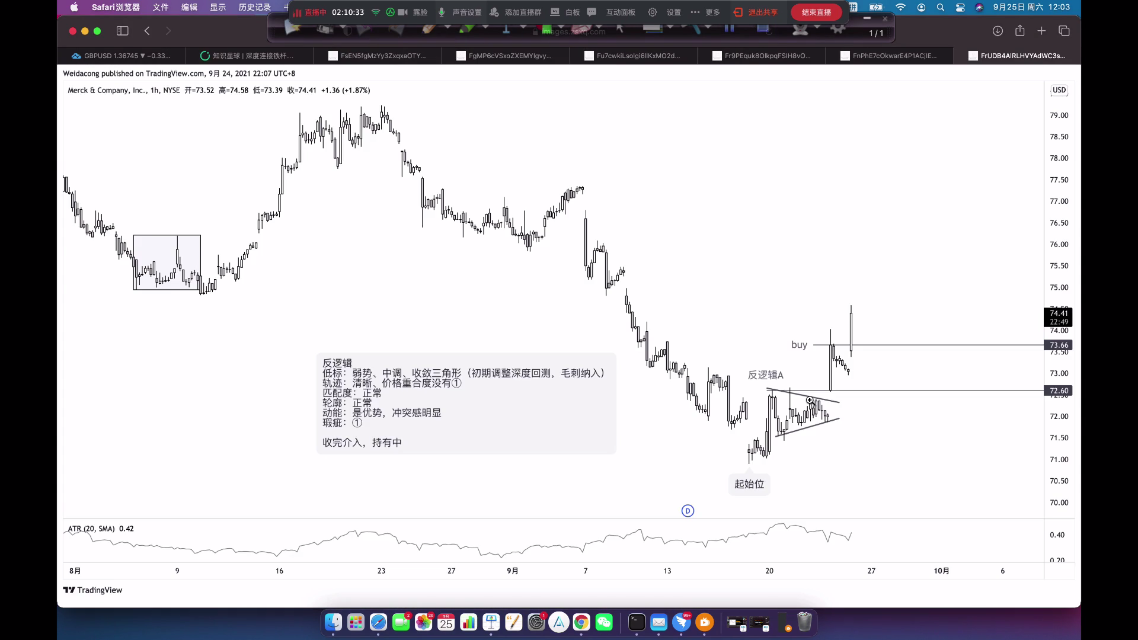 Safari浏览器 文件 编辑 显示 历史记录
直播中 02:10:33 露脸 声音设置 追加群课 白板 互动面板 设置 更多 退出共享 结束直播
9月25日 周六 12:03
1/1
GBPUSD 1.38745 ▼ −0.33...
Weidacong published on TradingView.com, 9月 24, 2021 22:07 UTC+8
Merck & Company, Inc., 1h, NYSE 开=73.52 高=74.58 低=73.39 收=74.41 +1.36 (+1.87%)
USD
79.00
78.50
78.00
77.50
77.00
76.50
76.00
75.50
75.00
74.41
22:49
74.00
buy
73.66
73.50
反逻辑
低标：弱势、中调、收敛三角形（初期调整深度回测，毛刺纳入）
轨迹：清晰、价格重合度没有①
匹配度：正常
轮廓：正常
动能：是优势，冲突感明显
瑕疵：①
收完介入，持有中
反逻辑A
73.00
72.60
72.00
71.50
71.00
70.50
70.00
起始位
D
ATR (20, SMA) 0.42
0.40
0.20
8月 9 16 23 27 9月 7 13 20 27 10月 6
TradingView